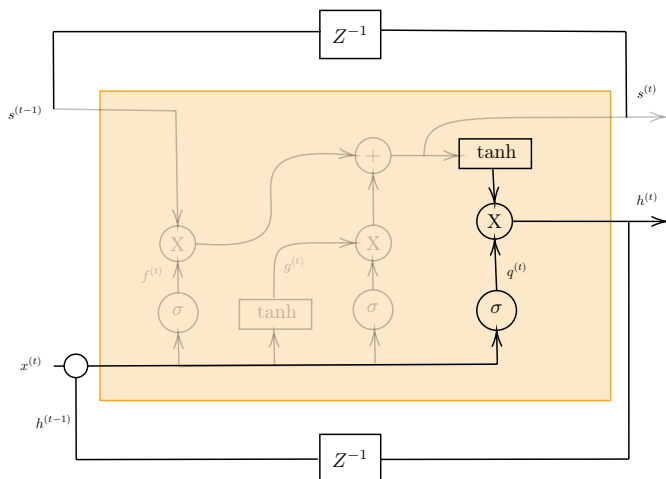 Z⁻¹
s⁽ᵗ⁾
s⁽ᵗ⁻¹⁾
+
tanh
h⁽ᵗ⁾
X
X
X
f⁽ᵗ⁾
g⁽ᵗ⁾
q⁽ᵗ⁾
σ
tanh
σ
σ
x⁽ᵗ⁾
h⁽ᵗ⁻¹⁾
Z⁻¹